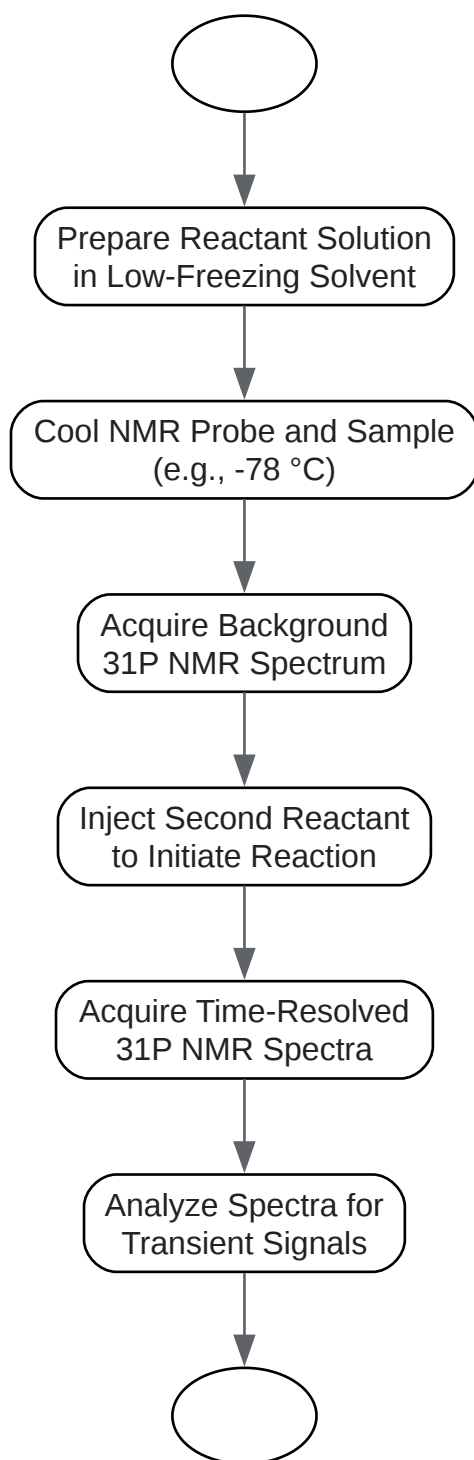 Prepare Reactant Solution
in Low-Freezing Solvent
Cool NMR Probe and Sample
(e.g., -78 °C)
Acquire Background
31P NMR Spectrum
Inject Second Reactant
to Initiate Reaction
Acquire Time-Resolved
31P NMR Spectra
Analyze Spectra for
Transient Signals